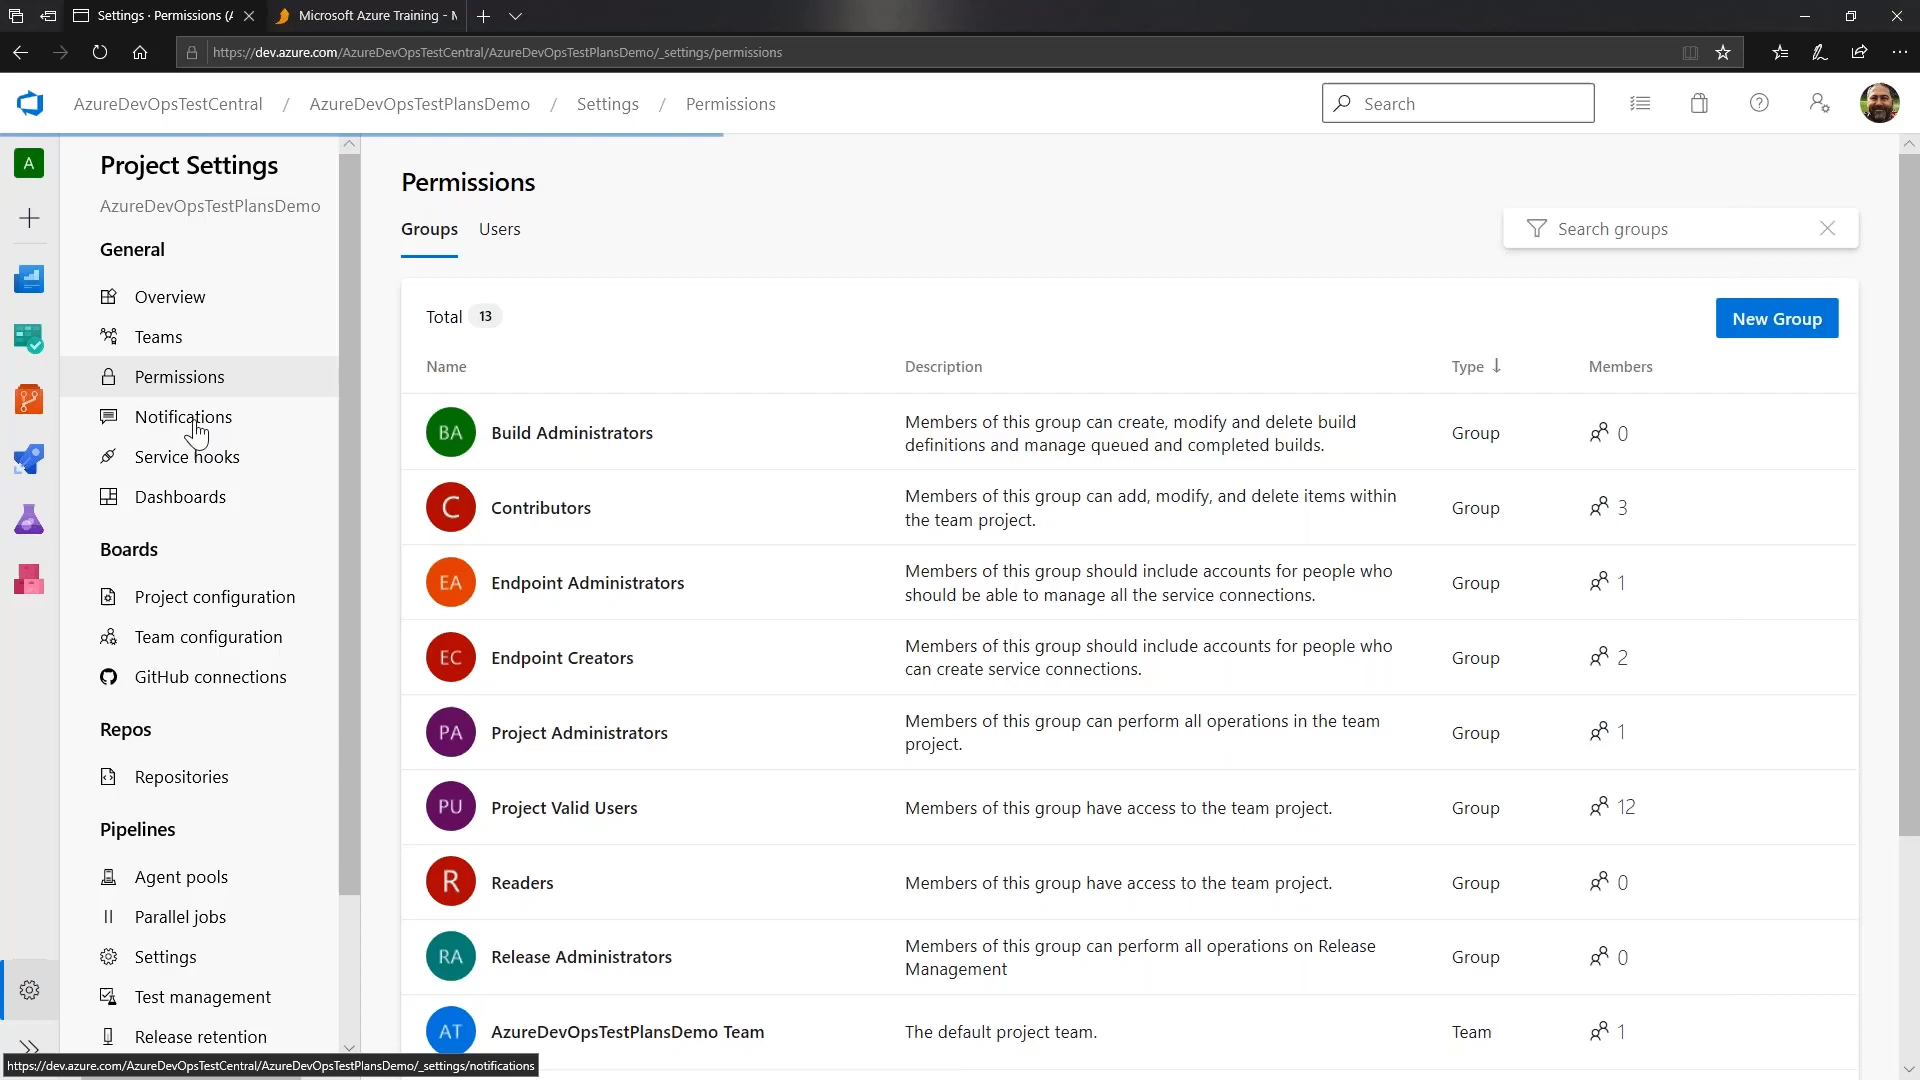 Settings · Permissions (A
Microsoft Azure Training - M
https://dev.azure.com/AzureDevOpsTestCentral/AzureDevOpsTestPlansDemo/_settings/permissions
AzureDevOpsTestCentral / AzureDevOpsTestPlansDemo / Settings / Permissions
Search
A
Project Settings
AzureDevOpsTestPlansDemo
General
Overview
Teams
Permissions
Notifications
Service hooks
Dashboards
Boards
Project configuration
Team configuration
GitHub connections
Repos
Repositories
Pipelines
Agent pools
Parallel jobs
Settings
Test management
Release retention
Permissions
Groups Users
Search groups
Total 13
New Group
Name Description Type Members
BA Build Administrators Members of this group can create, modify and delete build Group 0
definitions and manage queued and completed builds.
C Contributors Members of this group can add, modify, and delete items within Group 3
the team project.
EA Endpoint Administrators Members of this group should include accounts for people who Group 1
should be able to manage all the service connections.
EC Endpoint Creators Members of this group should include accounts for people who Group 2
can create service connections.
PA Project Administrators Members of this group can perform all operations in the team Group 1
project.
PU Project Valid Users Members of this group have access to the team project. Group 12
R Readers Members of this group have access to the team project. Group 0
RA Release Administrators Members of this group can perform all operations on Release Group 0
Management
AT AzureDevOpsTestPlansDemo Team The default project team. Team 1
https://dev.azure.com/AzureDevOpsTestCentral/AzureDevOpsTestPlansDemo/_settings/notifications